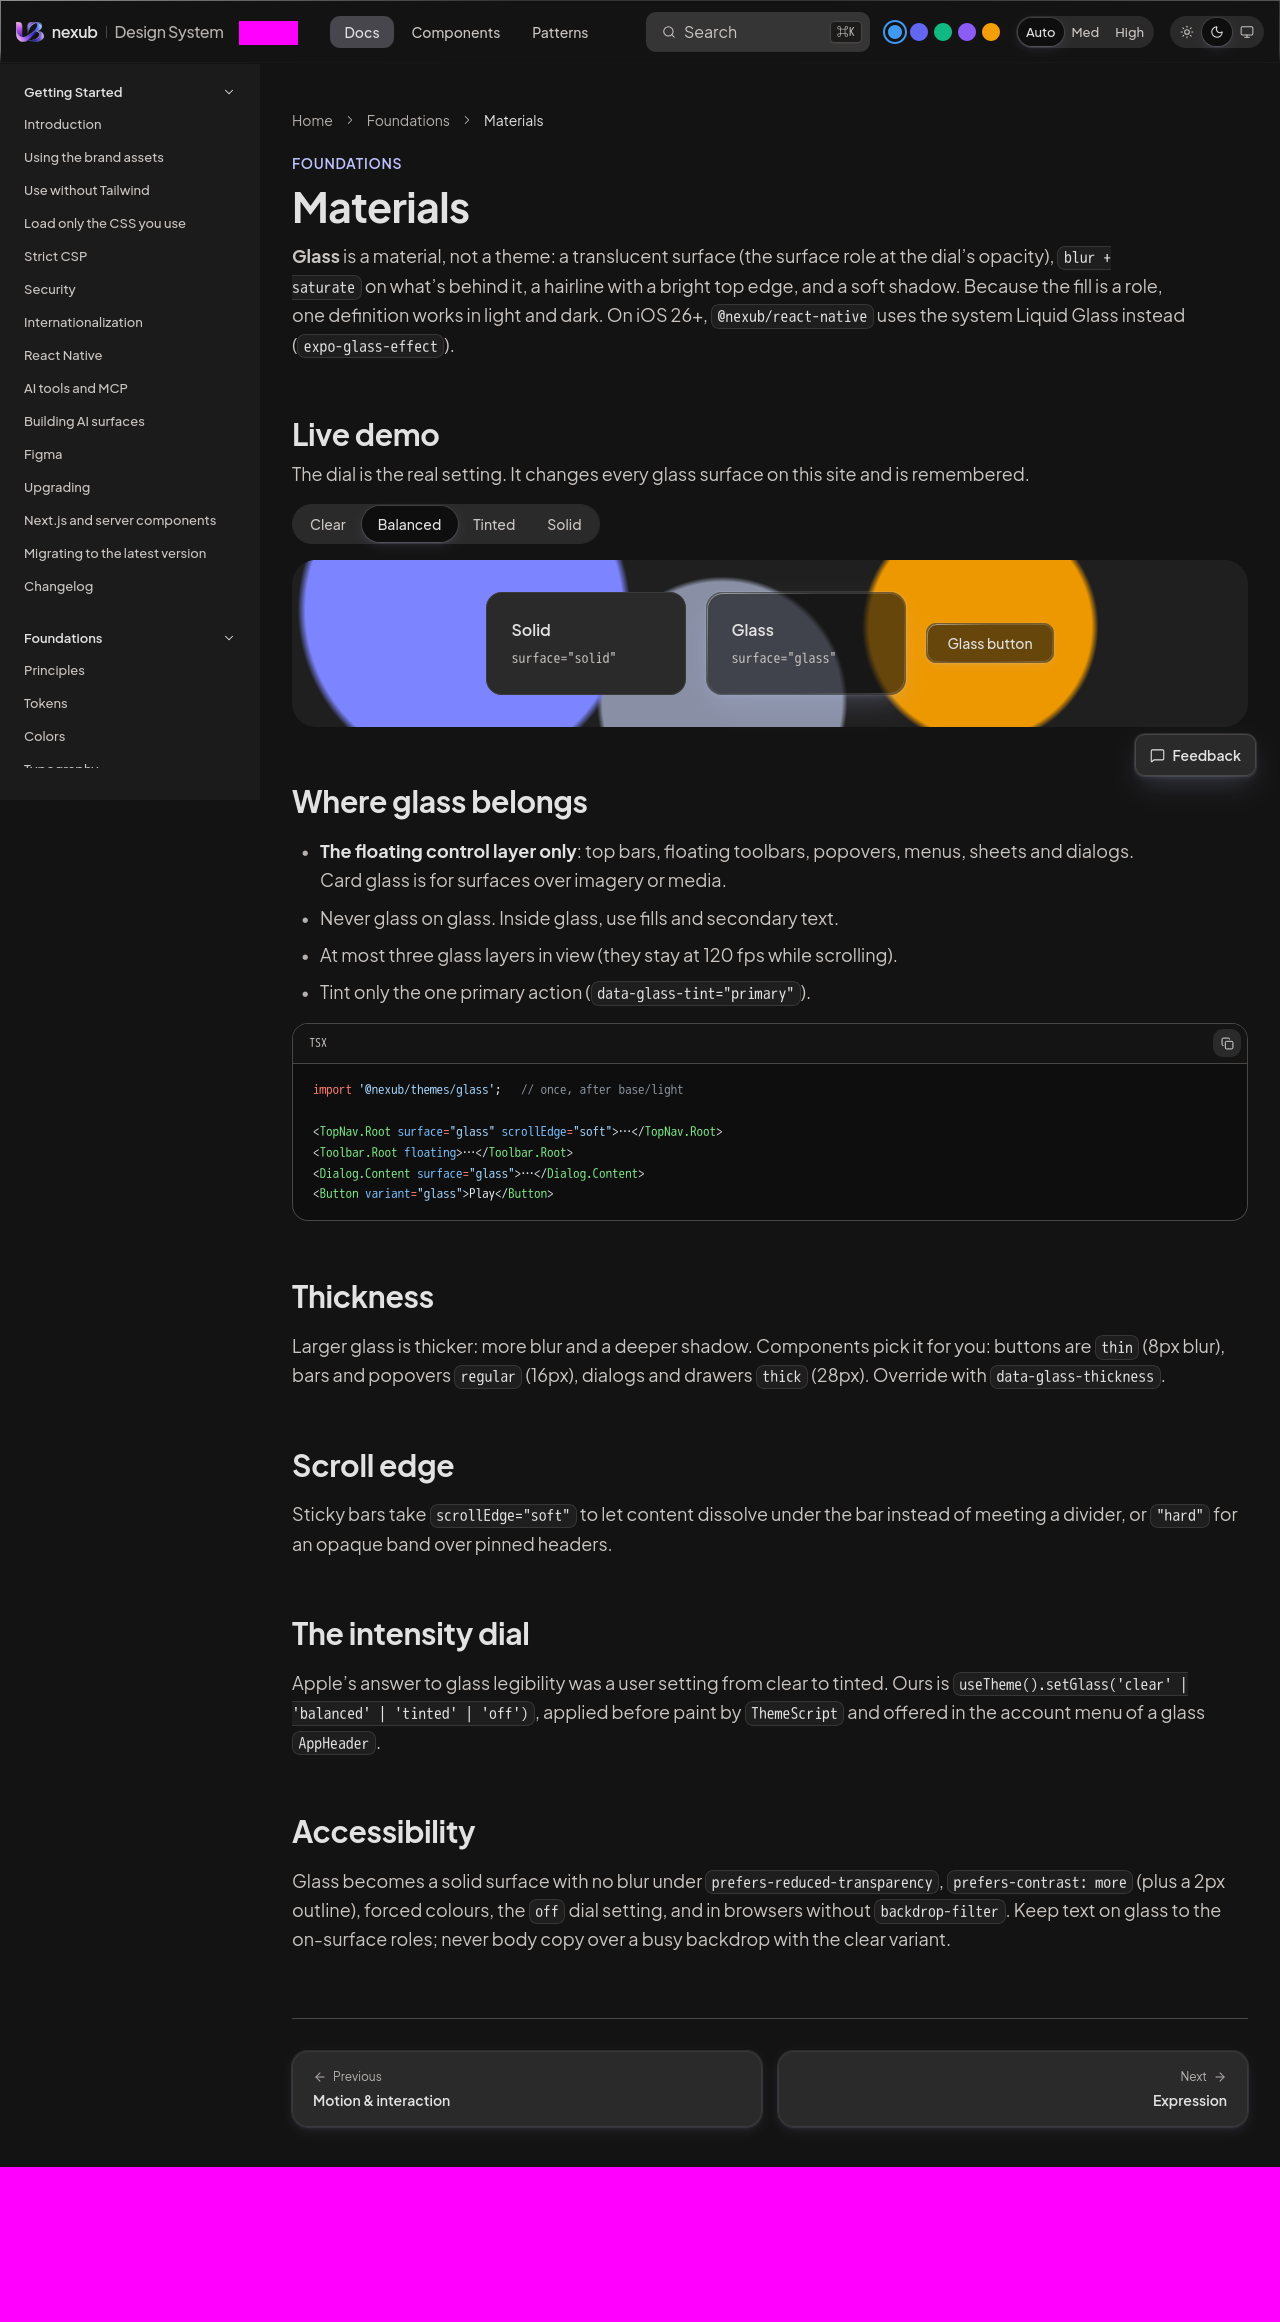 nexub | Design System
Docs
Components
Patterns
Search
⌘K
Auto
Med
High
Getting Started
Introduction
Using the brand assets
Use without Tailwind
Load only the CSS you use
Strict CSP
Security
Internationalization
React Native
AI tools and MCP
Building AI surfaces
Figma
Upgrading
Next.js and server components
Migrating to the latest version
Changelog
Foundations
Principles
Tokens
Colors
Home > Foundations > Materials
FOUNDATIONS
Materials
Glass is a material, not a theme: a translucent surface (the surface role at the dial’s opacity), blur +
saturate on what’s behind it, a hairline with a bright top edge, and a soft shadow. Because the fill is a role,
one definition works in light and dark. On iOS 26+, @nexub/react-native uses the system Liquid Glass instead
(expo-glass-effect).
Live demo
The dial is the real setting. It changes every glass surface on this site and is remembered.
Clear
Balanced
Tinted
Solid
Solid
surface="solid"
Glass
surface="glass"
Glass button
Feedback
Where glass belongs
• The floating control layer only: top bars, floating toolbars, popovers, menus, sheets and dialogs.
Card glass is for surfaces over imagery or media.
• Never glass on glass. Inside glass, use fills and secondary text.
• At most three glass layers in view (they stay at 120 fps while scrolling).
• Tint only the one primary action (data-glass-tint="primary").
TSX
import '@nexub/themes/glass';   // once, after base/light
<TopNav.Root surface="glass" scrollEdge="soft">…</TopNav.Root>
<Toolbar.Root floating>…</Toolbar.Root>
<Dialog.Content surface="glass">…</Dialog.Content>
<Button variant="glass">Play</Button>
Thickness
Larger glass is thicker: more blur and a deeper shadow. Components pick it for you: buttons are thin (8px blur),
bars and popovers regular (16px), dialogs and drawers thick (28px). Override with data-glass-thickness.
Scroll edge
Sticky bars take scrollEdge="soft" to let content dissolve under the bar instead of meeting a divider, or "hard" for
an opaque band over pinned headers.
The intensity dial
Apple’s answer to glass legibility was a user setting from clear to tinted. Ours is useTheme().setGlass('clear' |
'balanced' | 'tinted' | 'off'), applied before paint by ThemeScript and offered in the account menu of a glass
AppHeader.
Accessibility
Glass becomes a solid surface with no blur under prefers-reduced-transparency, prefers-contrast: more (plus a 2px
outline), forced colours, the off dial setting, and in browsers without backdrop-filter. Keep text on glass to the
on-surface roles; never body copy over a busy backdrop with the clear variant.
Previous
Motion & interaction
Next
Expression